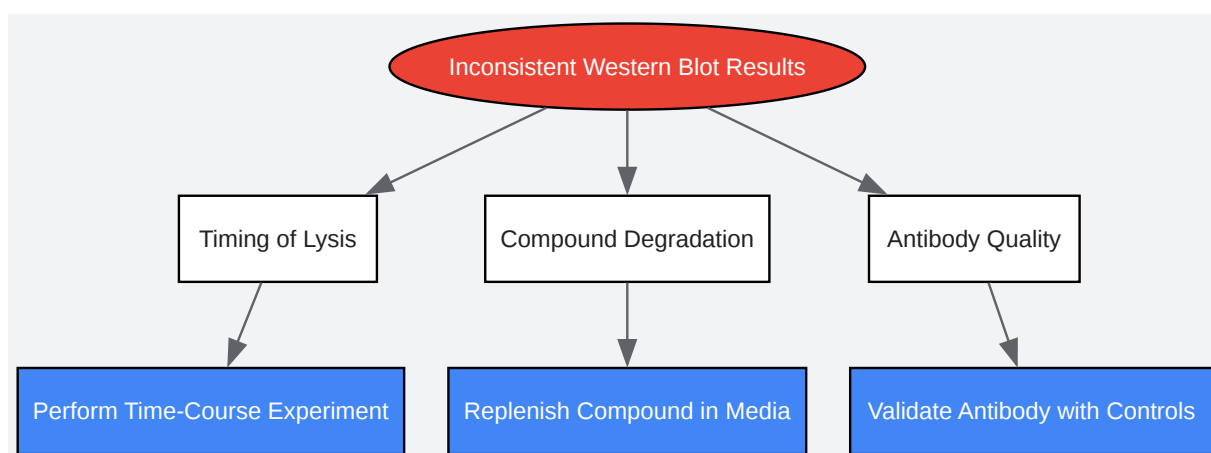 Inconsistent Western Blot Results
Timing of Lysis
Compound Degradation
Antibody Quality
Perform Time-Course Experiment
Replenish Compound in Media
Validate Antibody with Controls